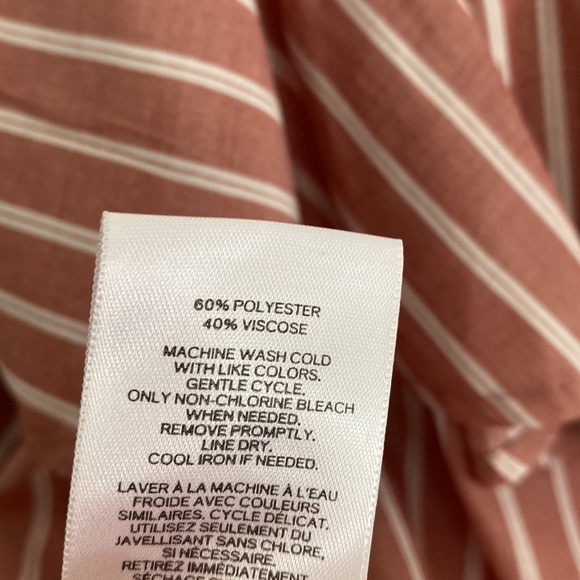 60% POLYESTER
40% VISCOSE
MACHINE WASH COLD
WITH LIKE COLORS.
GENTLE CYCLE.
ONLY NON-CHLORINE BLEACH
WHEN NEEDED.
REMOVE PROMPTLY.
LINE DRY.
COOL IRON IF NEEDED.
LAVER À LA MACHINE À L'EAU
FROIDE AVEC COULEURS
SIMILAIRES. CYCLE DÉLICAT.
UTILISEZ SEULEMENT DU
JAVELLISANT SANS CHLORE,
SI NÉCESSAIRE.
RETIREZ IMMÉDIATEMENT.